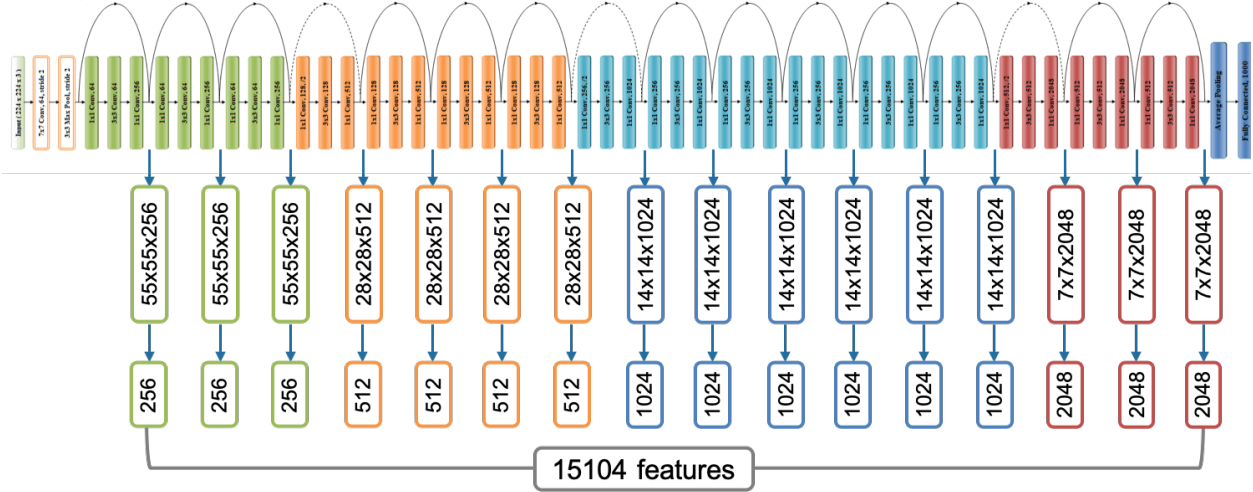 Input ( 224 x 224 x 3 )
7x7 Conv, 64, stride 2
3x3 Max Pool, stride 2
1x1 Conv, 64
3x3 Conv, 64
1x1 Conv, 256
1x1 Conv, 64
3x3 Conv, 64
1x1 Conv, 256
1x1 Conv, 64
3x3 Conv, 64
1x1 Conv, 256
1x1 Conv, 128, /2
3x3 Conv, 128
1x1 Conv, 512
1x1 Conv, 128
3x3 Conv, 128
1x1 Conv, 512
1x1 Conv, 128
3x3 Conv, 128
1x1 Conv, 512
1x1 Conv, 128
3x3 Conv, 128
1x1 Conv, 512
1x1 Conv, 256, /2
3x3 Conv, 256
1x1 Conv, 1024
1x1 Conv, 256
3x3 Conv, 256
1x1 Conv, 1024
1x1 Conv, 256
3x3 Conv, 256
1x1 Conv, 1024
1x1 Conv, 256
3x3 Conv, 256
1x1 Conv, 1024
1x1 Conv, 256
3x3 Conv, 256
1x1 Conv, 1024
1x1 Conv, 256
3x3 Conv, 256
1x1 Conv, 1024
1x1 Conv, 512, /2
3x3 Conv, 512
1x1 Conv, 2048
1x1 Conv, 512
3x3 Conv, 512
1x1 Conv, 2048
1x1 Conv, 512
3x3 Conv, 512
1x1 Conv, 2048
Average Pooling
Fully Connected, 1000
55x55x256
55x55x256
55x55x256
28x28x512
28x28x512
28x28x512
28x28x512
14x14x1024
14x14x1024
14x14x1024
14x14x1024
14x14x1024
14x14x1024
7x7x2048
7x7x2048
7x7x2048
256
256
256
512
512
512
512
1024
1024
1024
1024
1024
1024
2048
2048
2048
15104 features